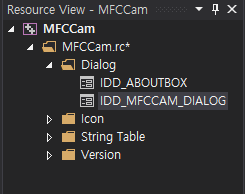 Resource View - MFCCam
MFCCam
MFCCam.rc*
Dialog
IDD_ABOUTBOX
IDD_MFCCAM_DIALOG
Icon
String Table
Version